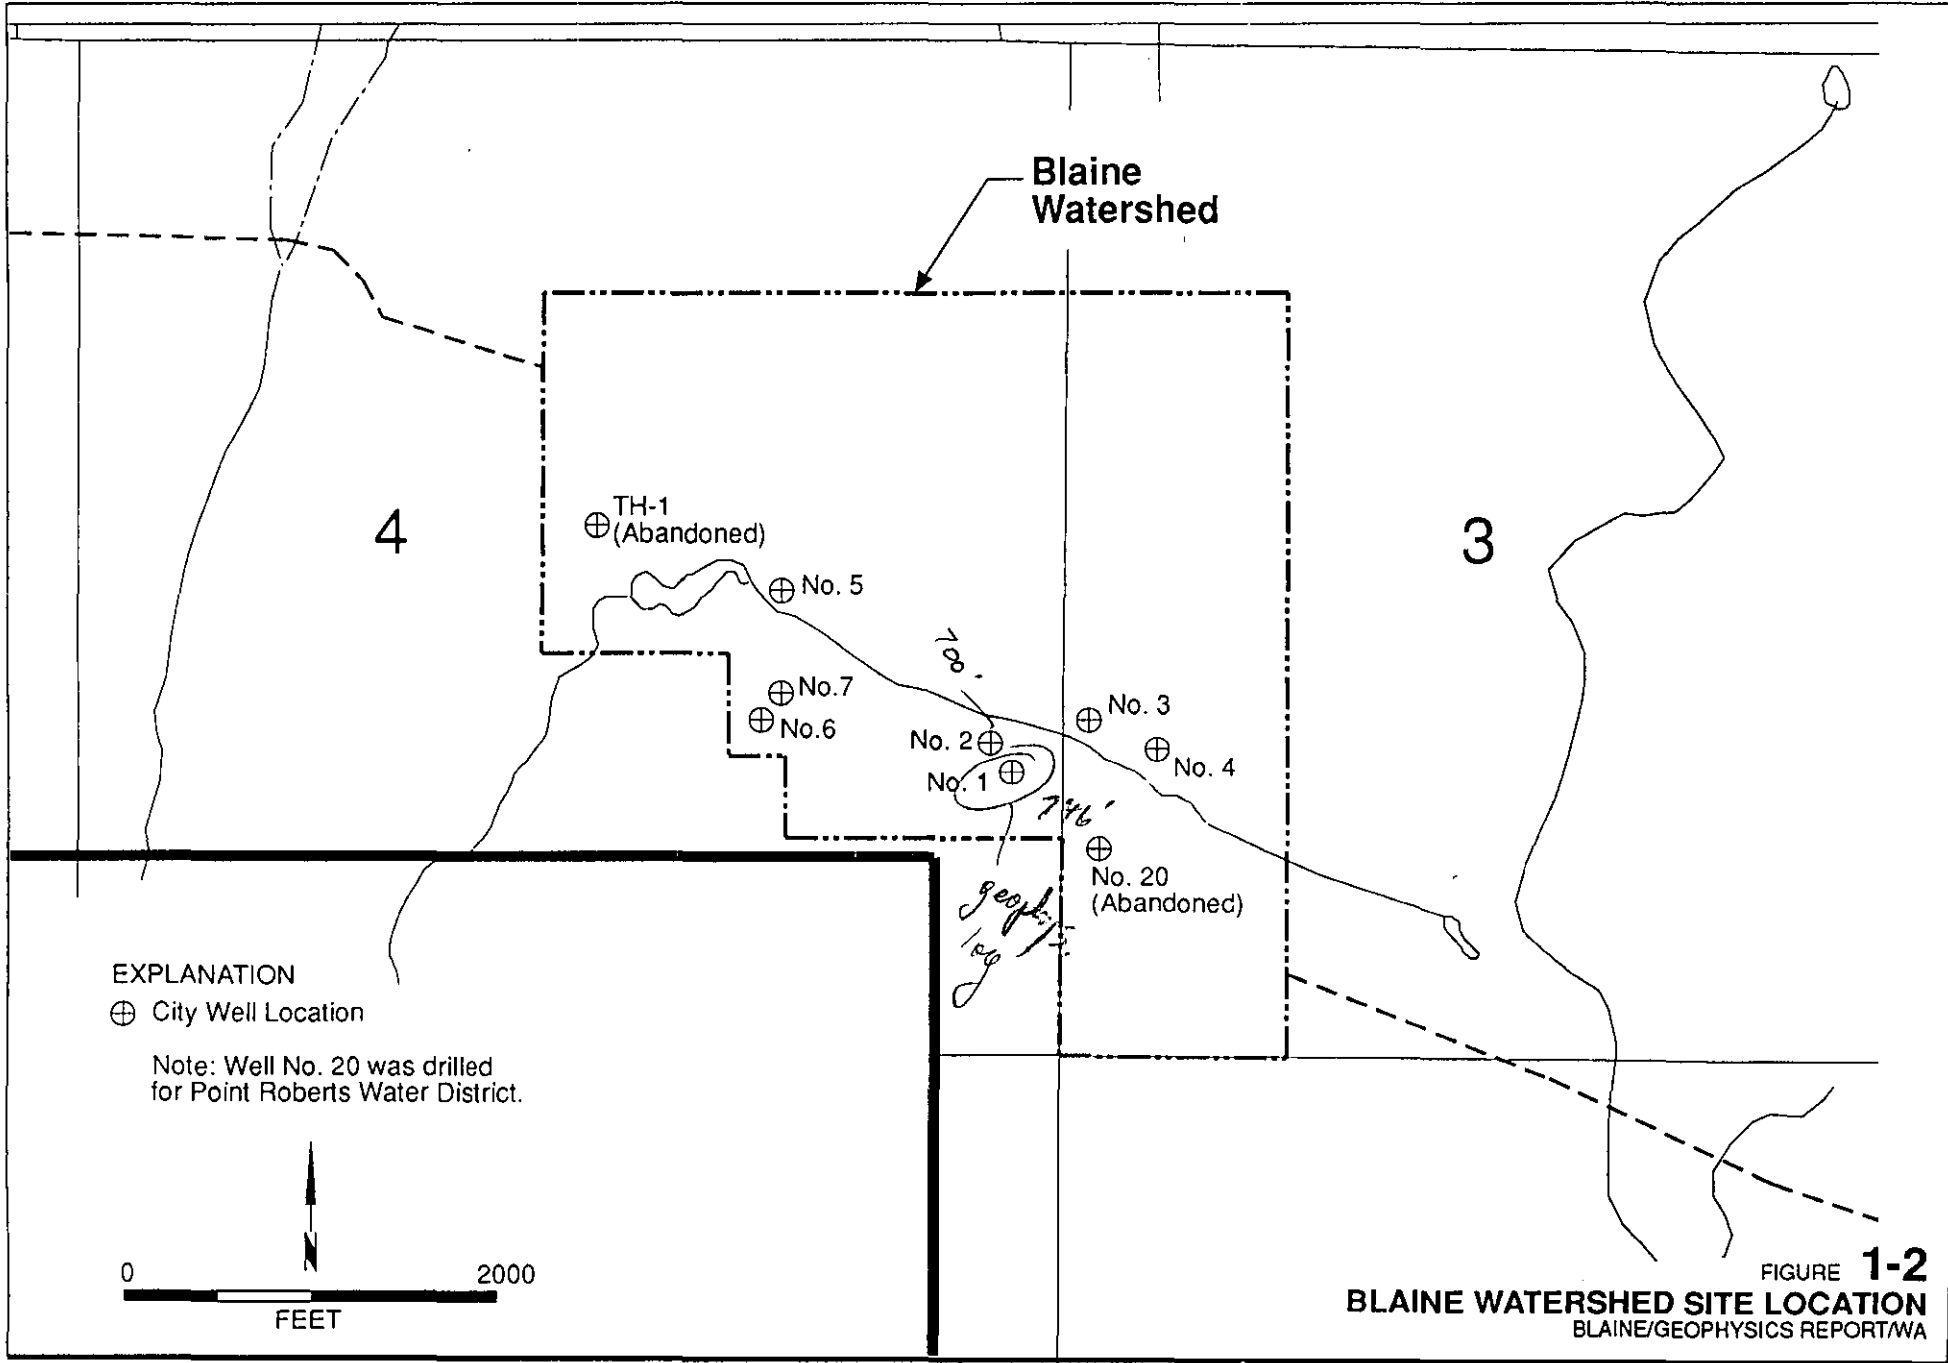 Blaine
Watershed
TH-1
(Abandoned)
4
3
No. 5
700'
No.7
No.6
No. 3
No. 2
No. 4
No. 1
746'
No. 20
(Abandoned)
log
EXPLANATION
City Well Location
Note: Well No. 20 was drilled
for Point Roberts Water District.
N
0 2000
FEET
FIGURE 1-2
BLAINE WATERSHED SITE LOCATION
BLAINE/GEOPHYSICS REPORT/WA